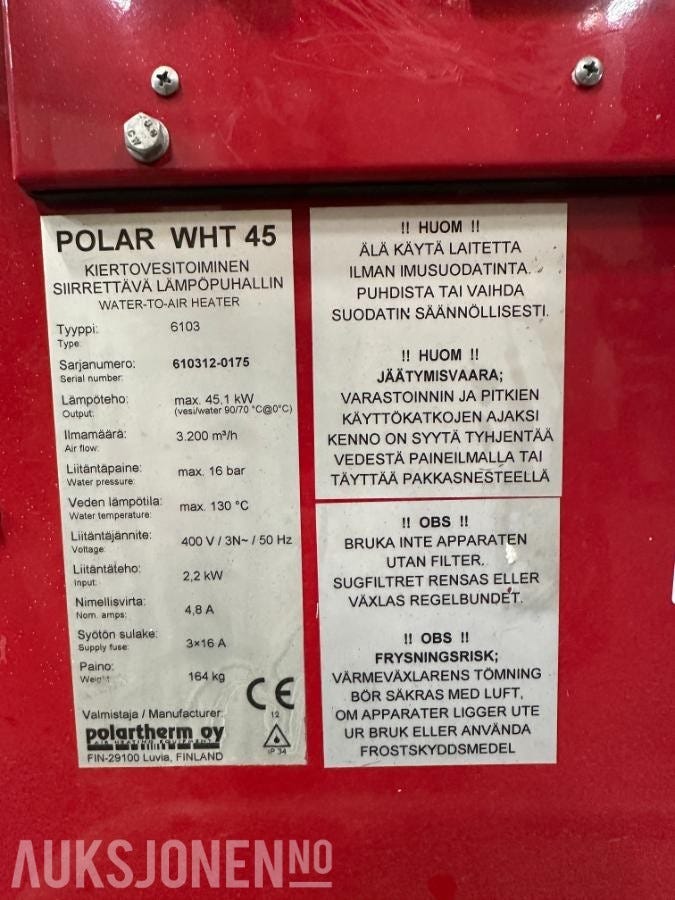 POLAR WHT 45
KIERTOVESITOIMINEN
SIIRRETTÄVÄ LÄMPÖPUHALLIN
WATER-TO-AIR HEATER
Tyyppi: 6103
Type:
Sarjanumero: 610312-0175
Serial number:
Lämpöteho: max. 45,1 kW
Output: (vesi/water 90/70 °C@0°C)
Ilmamäärä: 3.200 m³/h
Air flow:
Liitäntäpaine: max. 16 bar
Water pressure:
Veden lämpötila: max. 130 °C
Water temperature:
Liitäntäjännite: 400 V / 3N~ / 50 Hz
Voltage:
Liitäntäteho: 2,2 kW
Input:
Nimellisvirta: 4,8 A
Nom. amps:
Syötön sulake: 3×16 A
Supply fuse:
Paino: 164 kg
Weight:
CE
12
Valmistaja / Manufacturer:
polartherm oy
AIR HEATING EQUIPMENT
FIN-29100 Luvia, FINLAND
IP 34
!! HUOM !!
ÄLÄ KÄYTÄ LAITETTA
ILMAN IMUSUODATINTA.
PUHDISTA TAI VAIHDA
SUODATIN SÄÄNNÖLLISESTI.
!! HUOM !!
JÄÄTYMISVAARA;
VARASTOINNIN JA PITKIEN
KÄYTTÖKATKOJEN AJAKSI
KENNO ON SYYTÄ TYHJENTÄÄ
VEDESTÄ PAINEILMALLA TAI
TÄYTTÄÄ PAKKASNESTEELLÄ
!! OBS !!
BRUKA INTE APPARATEN
UTAN FILTER.
SUGFILTRET RENSAS ELLER
VÄXLAS REGELBUNDET.
!! OBS !!
FRYSNINGSRISK;
VÄRMEVÄXLARENS TÖMNING
BÖR SÄKRAS MED LUFT,
OM APPARATER LIGGER UTE
UR BRUK ELLER ANVÄNDA
FROSTSKYDDSMEDEL
AUKSJONEN.NO